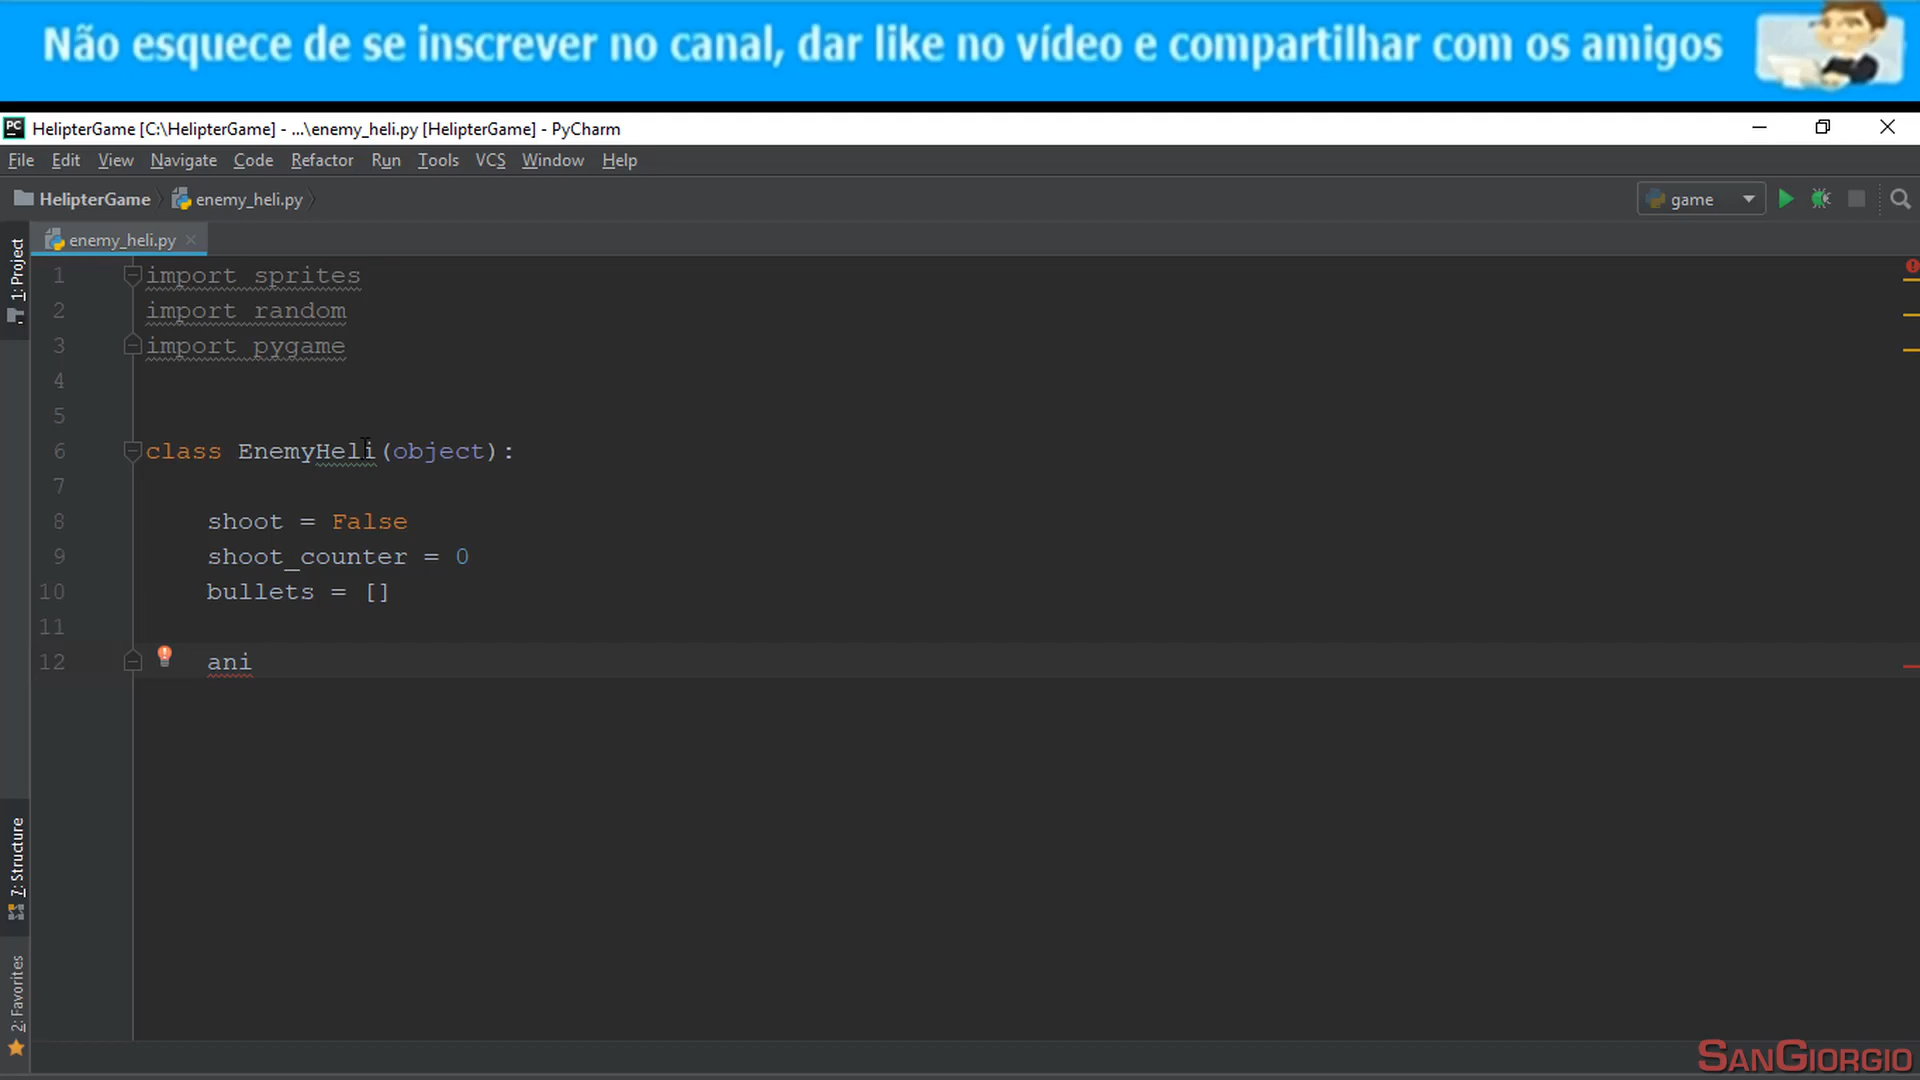 Não esquece de se inscrever no canal, dar like no vídeo e compartilhar com os amigos
PC HelipterGame [C:\HelipterGame] - ...\enemy_heli.py [HelipterGame] - PyCharm
File Edit View Navigate Code Refactor Run Tools VCS Window Help
HelipterGame enemy_heli.py game
enemy_heli.py
1: Project
1 import sprites
2 import random
3 import pygame
4
5
6 class EnemyHeli(object):
7
8 shoot = False
9 shoot_counter = 0
10 bullets = []
11
12 ani
7: Structure
2: Favorites
SANGIORGIO